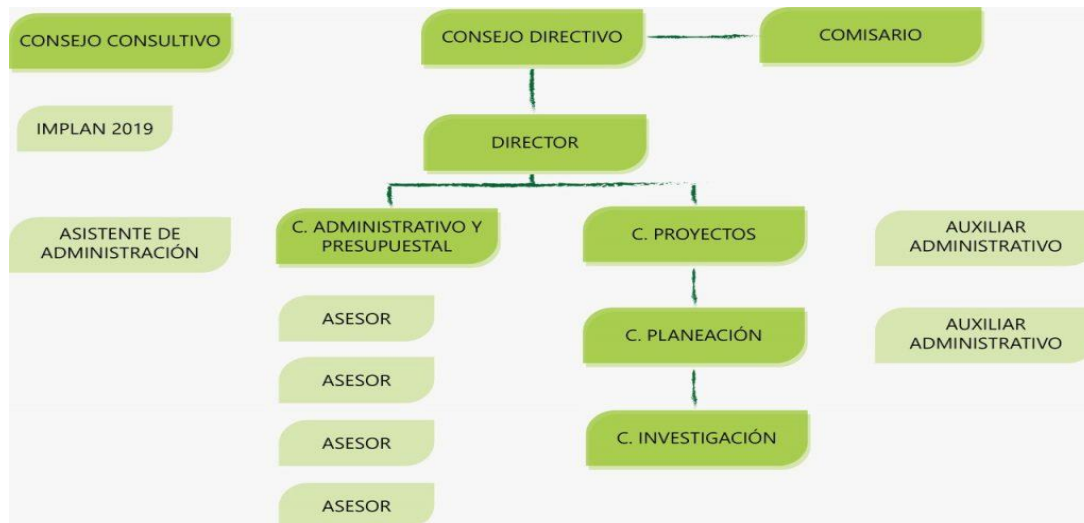 CONSEJO CONSULTIVO
CONSEJO DIRECTIVO
COMISARIO
IMPLAN 2019
DIRECTOR
ASISTENTE DE
ADMINISTRACIÓN
C. ADMINISTRATIVO Y
PRESUPUESTAL
C. PROYECTOS
AUXILIAR
ADMINISTRATIVO
ASESOR
C. PLANEACIÓN
AUXILIAR
ADMINISTRATIVO
ASESOR
ASESOR
C. INVESTIGACIÓN
ASESOR